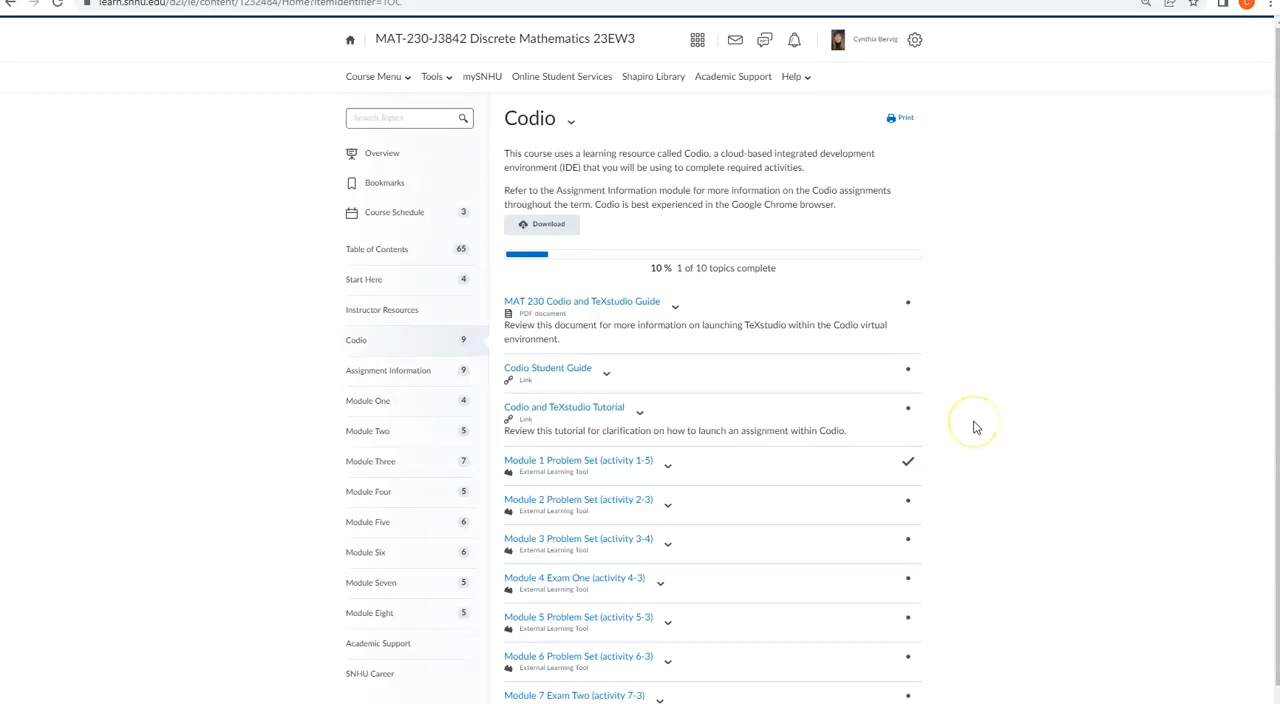 learn.snhu.edu/d2l/le/content/1232484/Home?itemIdentifier=TOC
C
MAT-230-J3842 Discrete Mathematics 23EW3
Cynthia Bervig
Course Menu
Tools
mySNHU
Online Student Services
Shapiro Library
Academic Support
Help
Search Topics
Overview
Bookmarks
Course Schedule 3
Table of Contents 65
Start Here 4
Instructor Resources
Codio 9
Assignment Information 9
Module One 4
Module Two 5
Module Three 7
Module Four 5
Module Five 6
Module Six 6
Module Seven 5
Module Eight 5
Academic Support
SNHU Career
Codio
Print
This course uses a learning resource called Codio, a cloud-based integrated development
environment (IDE) that you will be using to complete required activities.
Refer to the Assignment Information module for more information on the Codio assignments
throughout the term. Codio is best experienced in the Google Chrome browser.
Download
10 % 1 of 10 topics complete
MAT 230 Codio and TeXstudio Guide
PDF document
Review this document for more information on launching TeXstudio within the Codio virtual
environment.
Codio Student Guide
Link
Codio and TeXstudio Tutorial
Link
Review this tutorial for clarification on how to launch an assignment within Codio.
Module 1 Problem Set (activity 1-5)
External Learning Tool
Module 2 Problem Set (activity 2-3)
External Learning Tool
Module 3 Problem Set (activity 3-4)
External Learning Tool
Module 4 Exam One (activity 4-3)
External Learning Tool
Module 5 Problem Set (activity 5-3)
External Learning Tool
Module 6 Problem Set (activity 6-3)
External Learning Tool
Module 7 Exam Two (activity 7-3)